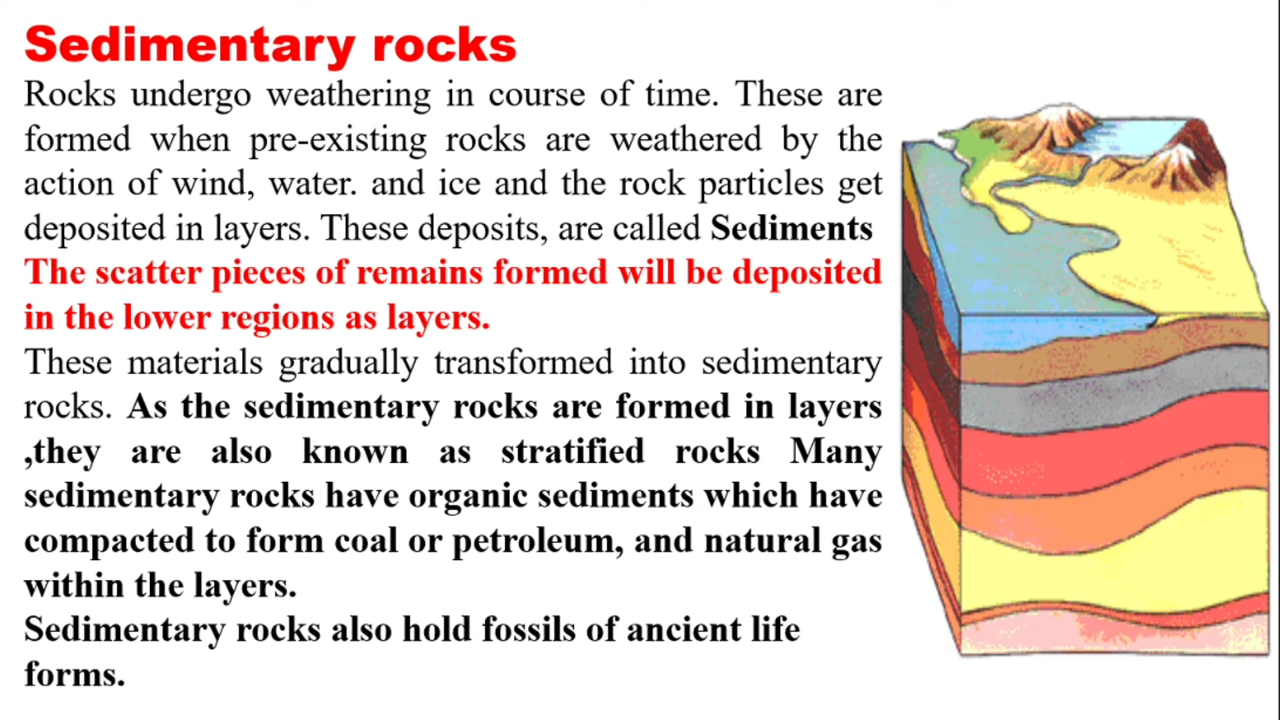 Sedimentary rocks
Rocks undergo weathering in course of time. These are
formed when pre-existing rocks are weathered by the
action of wind, water. and ice and the rock particles get
deposited in layers. These deposits, are called Sediments
The scatter pieces of remains formed will be deposited
in the lower regions as layers.
These materials gradually transformed into sedimentary
rocks. As the sedimentary rocks are formed in layers
,they are also known as stratified rocks Many
sedimentary rocks have organic sediments which have
compacted to form coal or petroleum, and natural gas
within the layers.
Sedimentary rocks also hold fossils of ancient life
forms.